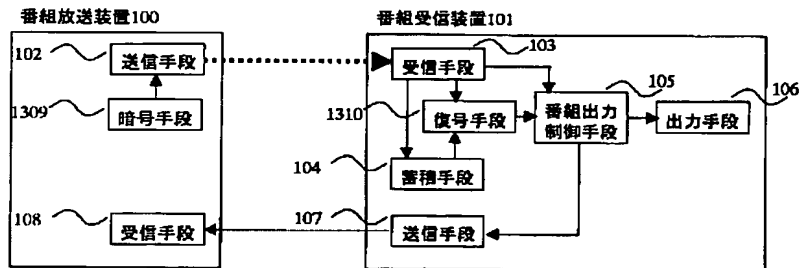 番組放送装置100
番組受信装置101
102
送信手段
103
受信手段
105
106
1309
暗号手段
1310
復号手段
番組出力
制御手段
出力手段
104
蓄積手段
108
受信手段
107
送信手段